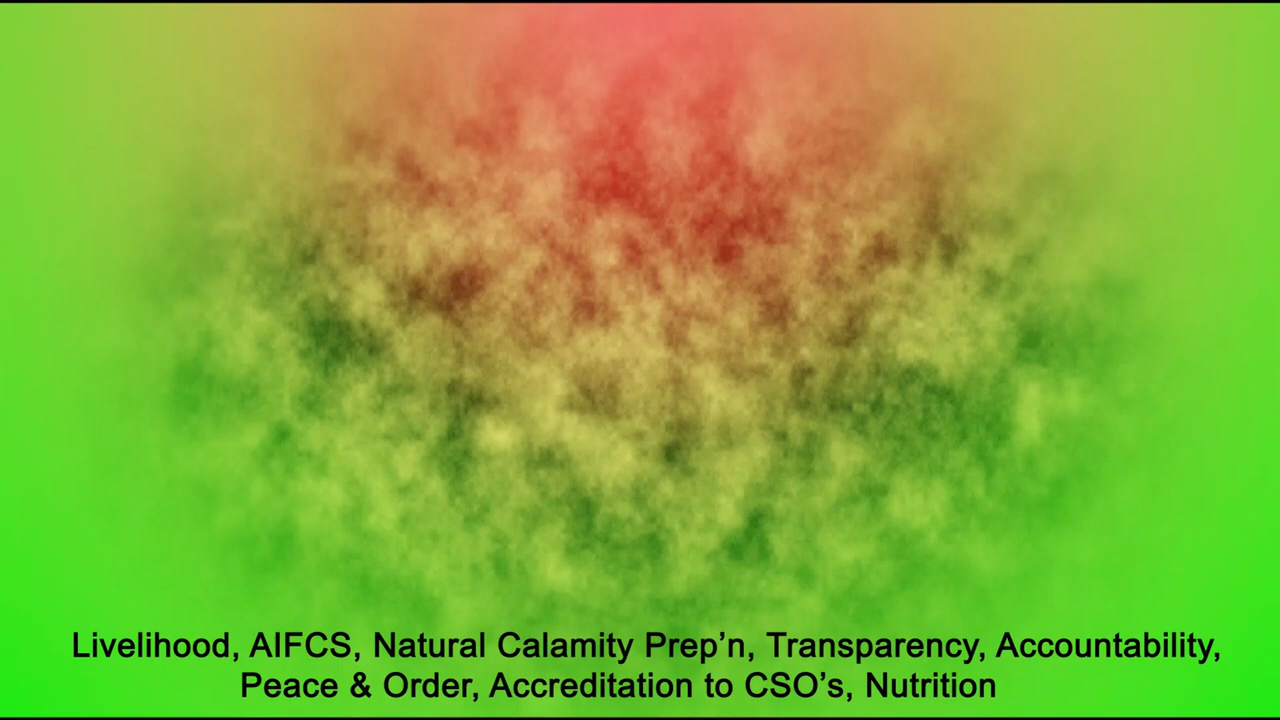 Livelihood, AIFCS, Natural Calamity Prep’n, Transparency, Accountability,
Peace & Order, Accreditation to CSO’s, Nutrition